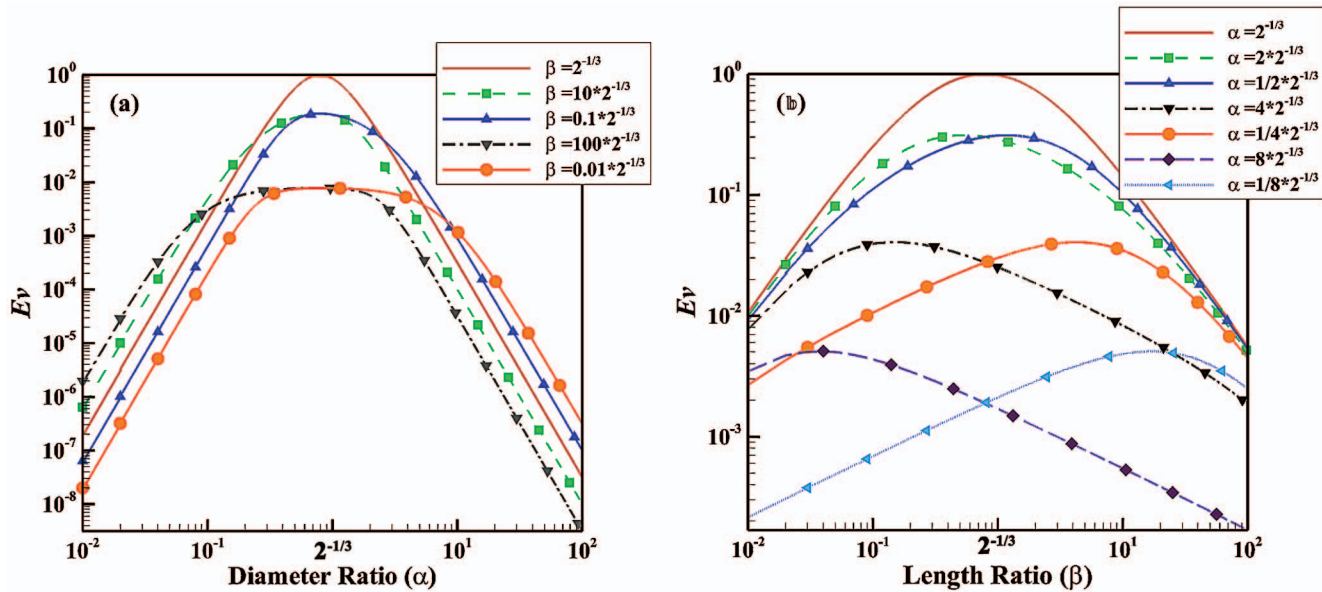 (a)
β =2^-1/3
β =10*2^-1/3
β =0.1*2^-1/3
β =100*2^-1/3
β =0.01*2^-1/3
Ev
10^0
10^-1
10^-2
10^-3
10^-4
10^-5
10^-6
10^-7
10^-8
10^-2
10^-1
2^-1/3
10^1
10^2
Diameter Ratio (α)
(b)
α =2^-1/3
α =2*2^-1/3
α =1/2*2^-1/3
α =4*2^-1/3
α =1/4*2^-1/3
α =8*2^-1/3
α =1/8*2^-1/3
Ev
10^0
10^-1
10^-2
10^-3
10^-2
10^-1
2^-1/3
10^1
10^2
Length Ratio (β)